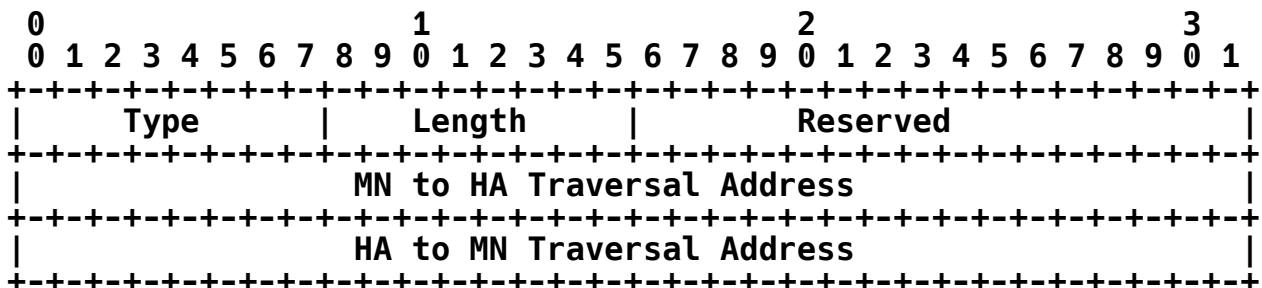 0                   1                   2                   3
 0 1 2 3 4 5 6 7 8 9 0 1 2 3 4 5 6 7 8 9 0 1 2 3 4 5 6 7 8 9 0 1
+-+-+-+-+-+-+-+-+-+-+-+-+-+-+-+-+-+-+-+-+-+-+-+-+-+-+-+-+-+-+-+-+
|     Type      |    Length     |        Reserved               |
+-+-+-+-+-+-+-+-+-+-+-+-+-+-+-+-+-+-+-+-+-+-+-+-+-+-+-+-+-+-+-+-+
|                 MN to HA Traversal Address                    |
+-+-+-+-+-+-+-+-+-+-+-+-+-+-+-+-+-+-+-+-+-+-+-+-+-+-+-+-+-+-+-+-+
|                 HA to MN Traversal Address                    |
+-+-+-+-+-+-+-+-+-+-+-+-+-+-+-+-+-+-+-+-+-+-+-+-+-+-+-+-+-+-+-+-+